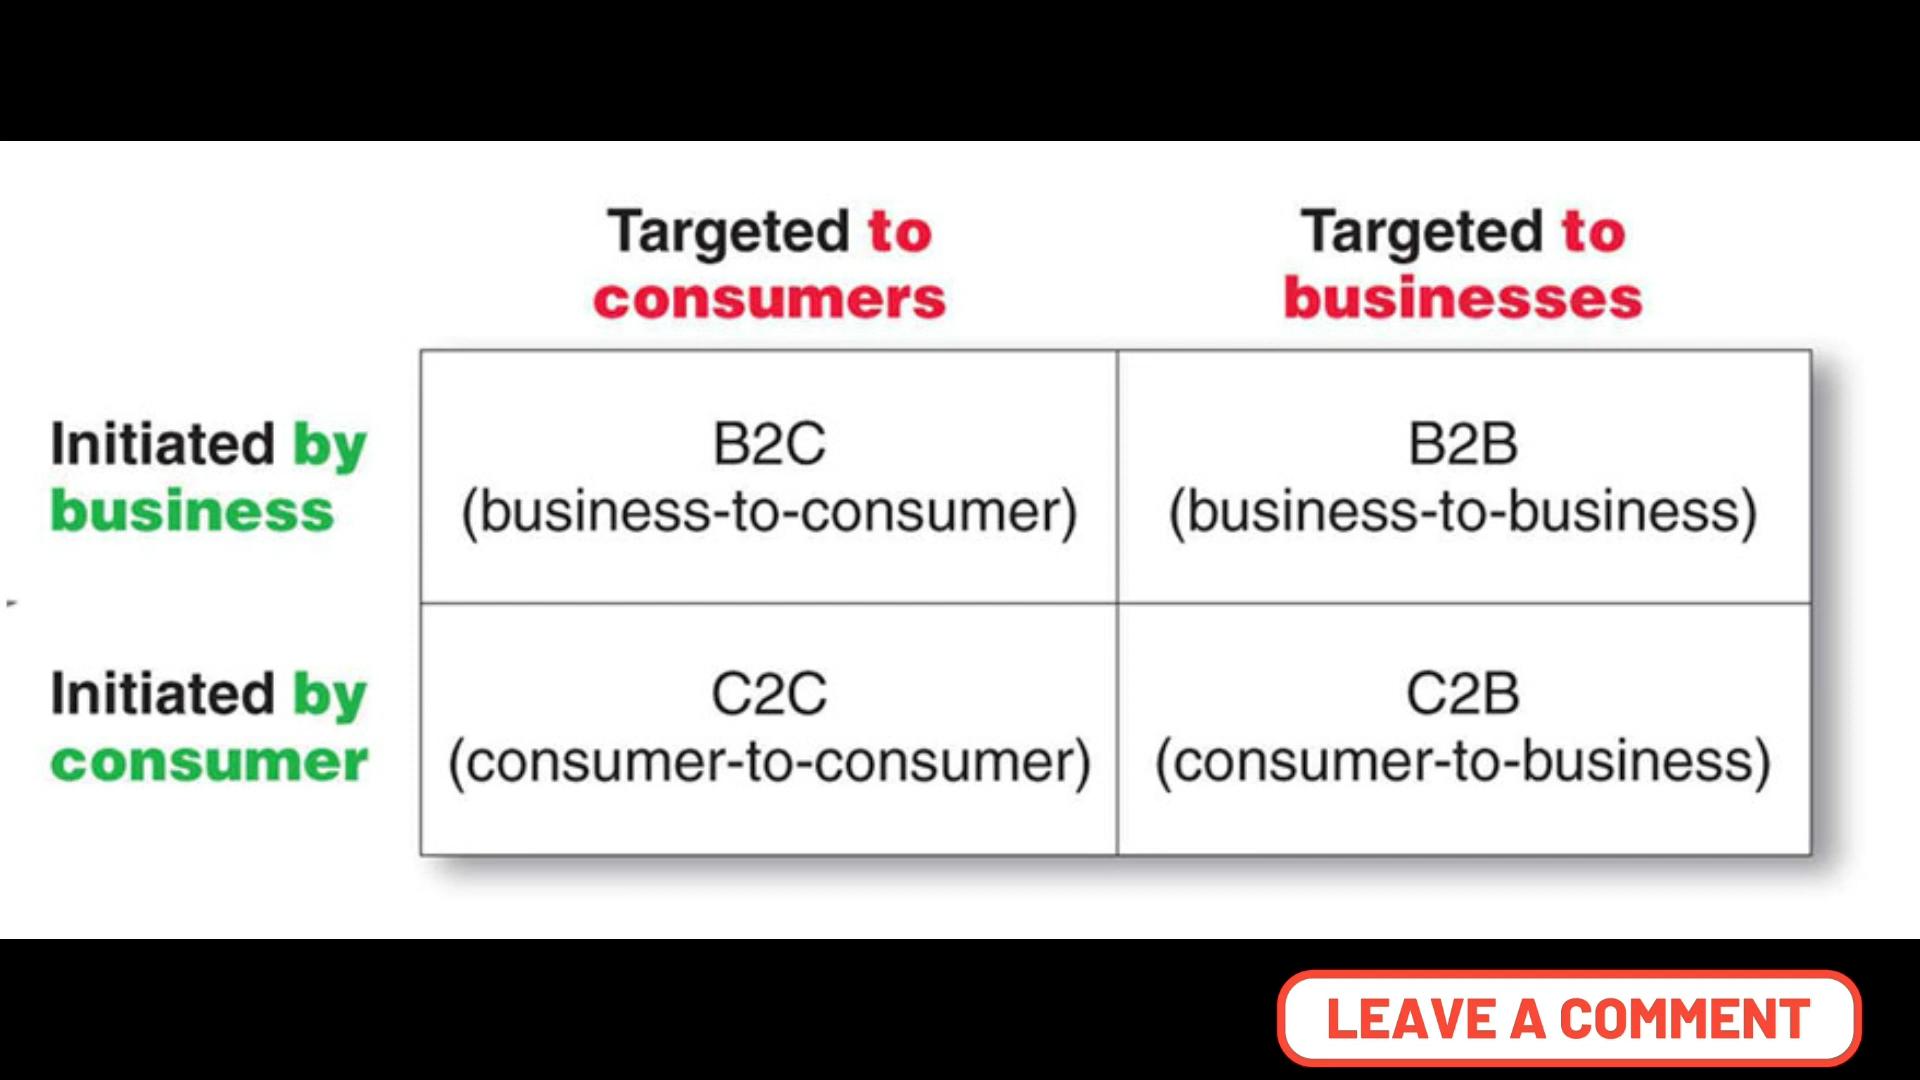 Targeted to
consumers
Targeted to
businesses
Initiated by
business
B2C
(business-to-consumer)
B2B
(business-to-business)
Initiated by
consumer
C2C
(consumer-to-consumer)
C2B
(consumer-to-business)
LEAVE A COMMENT